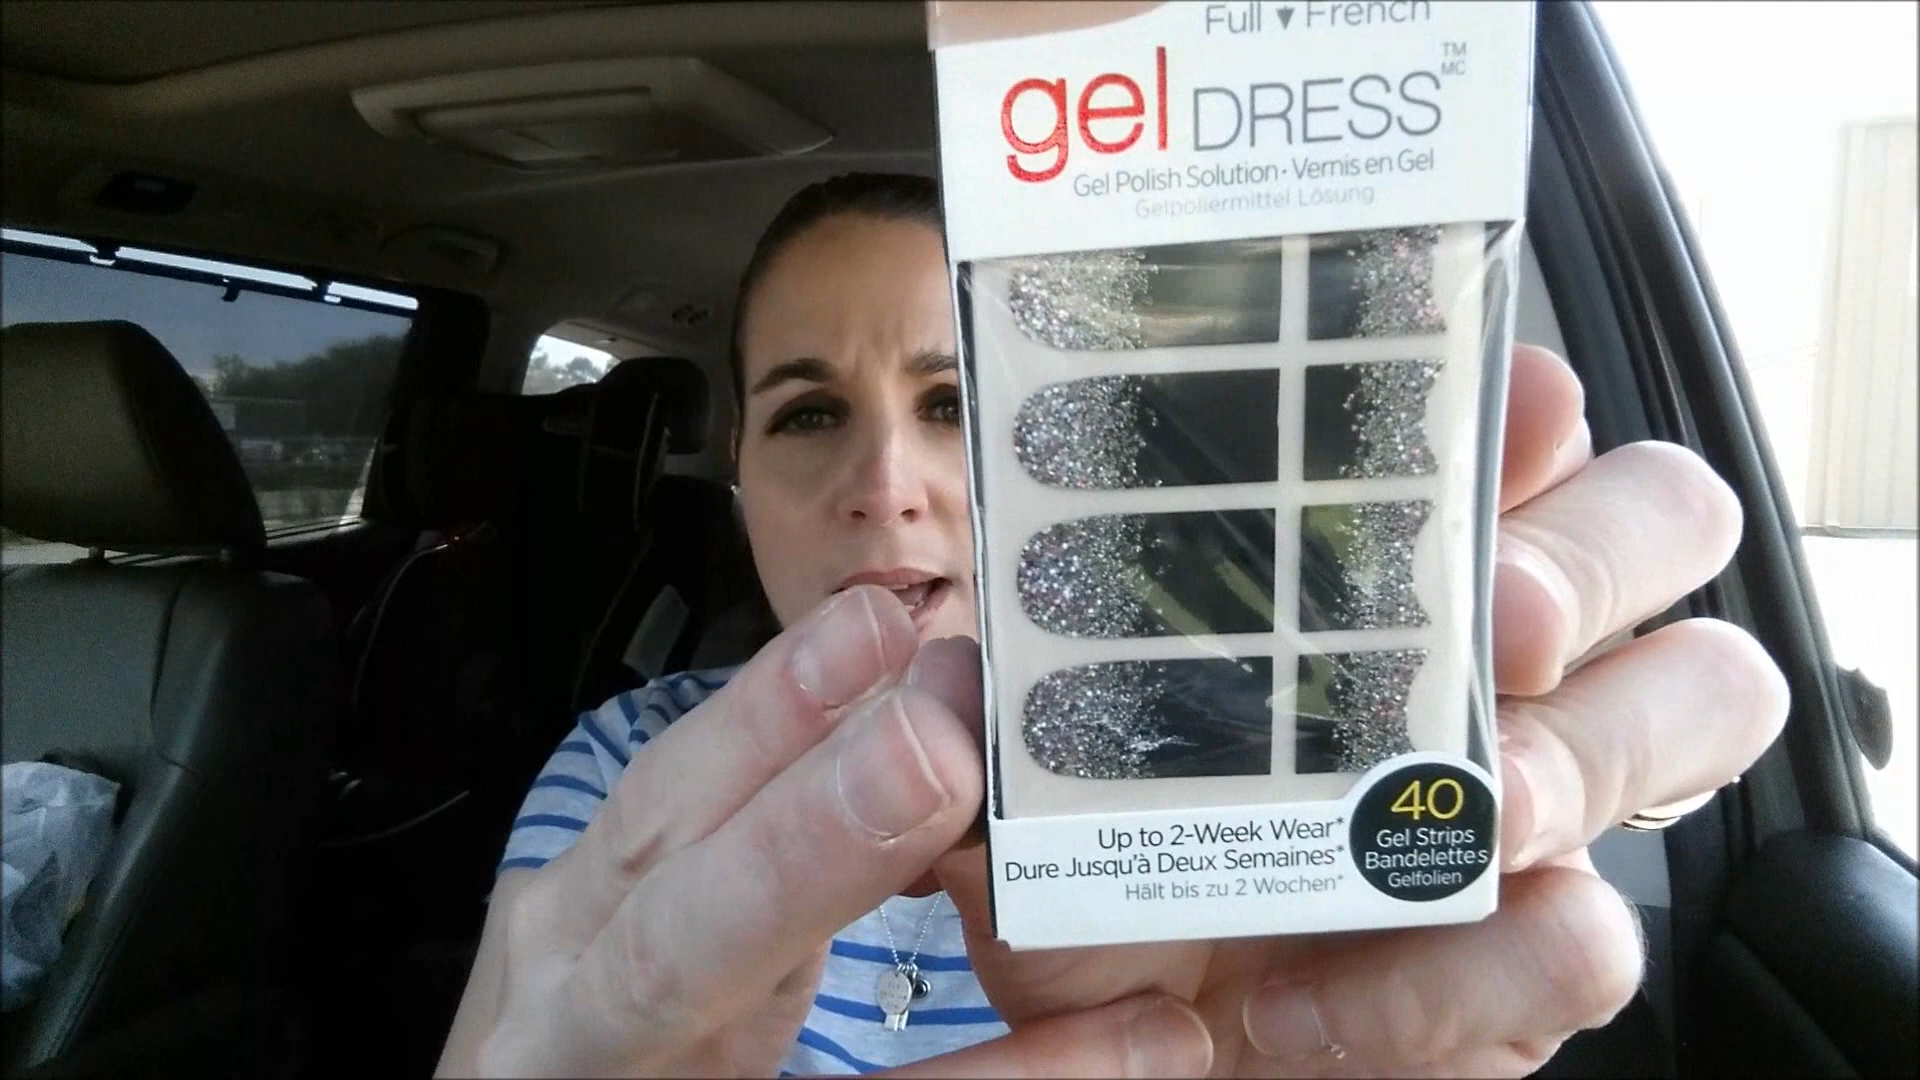 Full French
gel DRESS TM MC
Gel Polish Solution • Vernis en Gel
Gelpoliermittel Lösung
Up to 2-Week Wear*
Dure Jusqu'à Deux Semaines*
Hält bis zu 2 Wochen*
40
Gel Strips
Bandelettes
Gelfolien